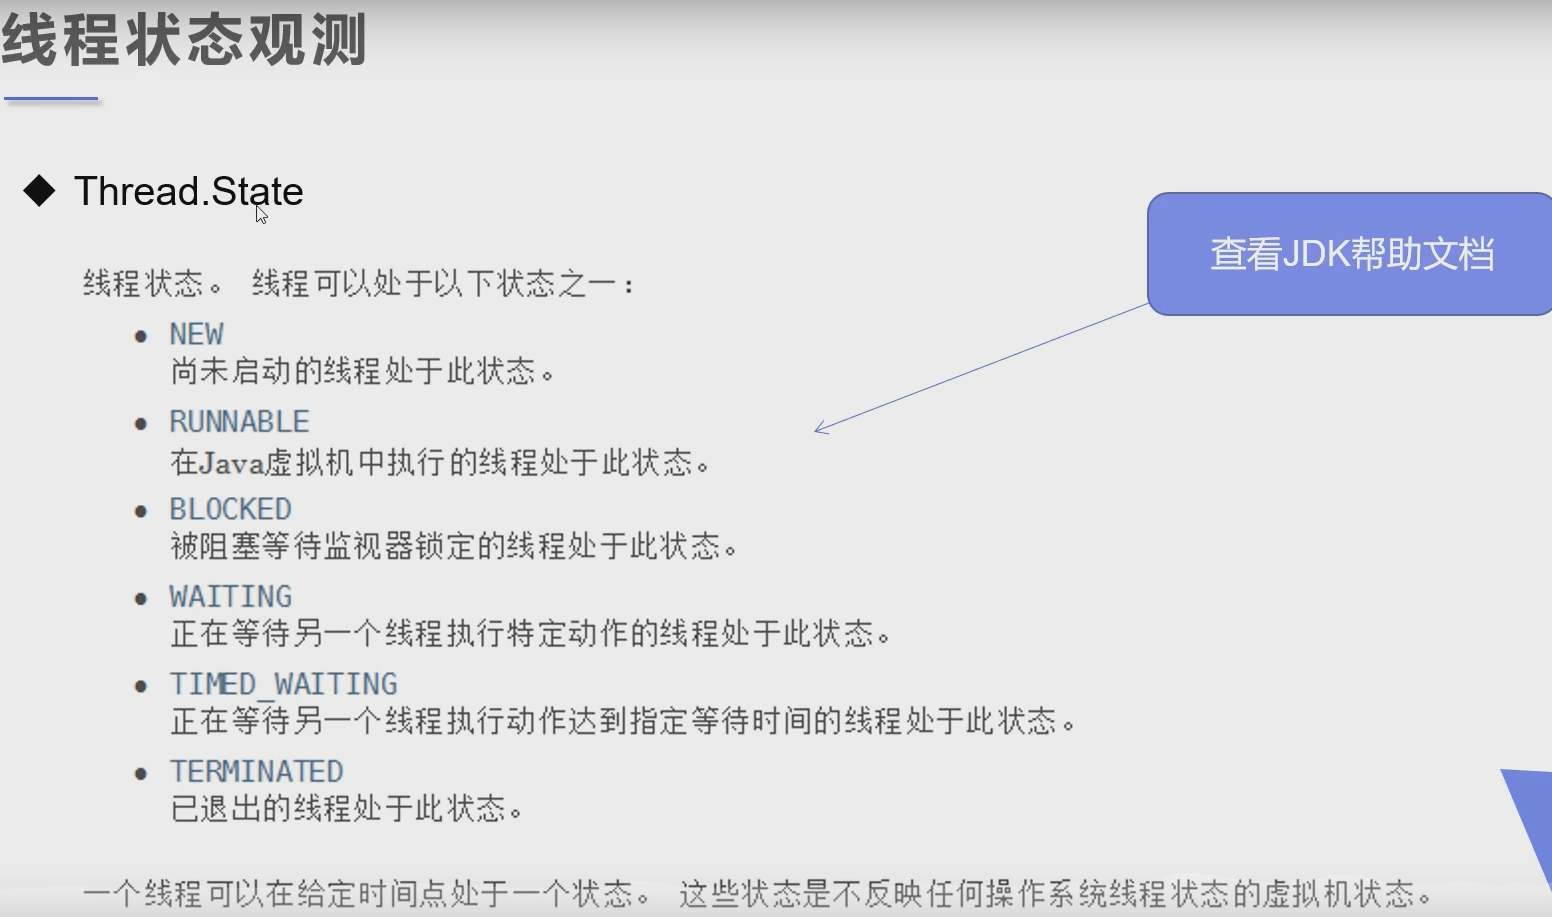 线程状态观测
Thread.State
查看JDK帮助文档
线程状态。 线程可以处于以下状态之一：
NEW
尚未启动的线程处于此状态。
RUNNABLE
在Java虚拟机中执行的线程处于此状态。
BLOCKED
被阻塞等待监视器锁定的线程处于此状态。
WAITING
正在等待另一个线程执行特定动作的线程处于此状态。
TIMED_WAITING
正在等待另一个线程执行动作达到指定等待时间的线程处于此状态。
TERMINATED
已退出的线程处于此状态。
一个线程可以在给定时间点处于一个状态。 这些状态是不反映任何操作系统线程状态的虚拟机状态。